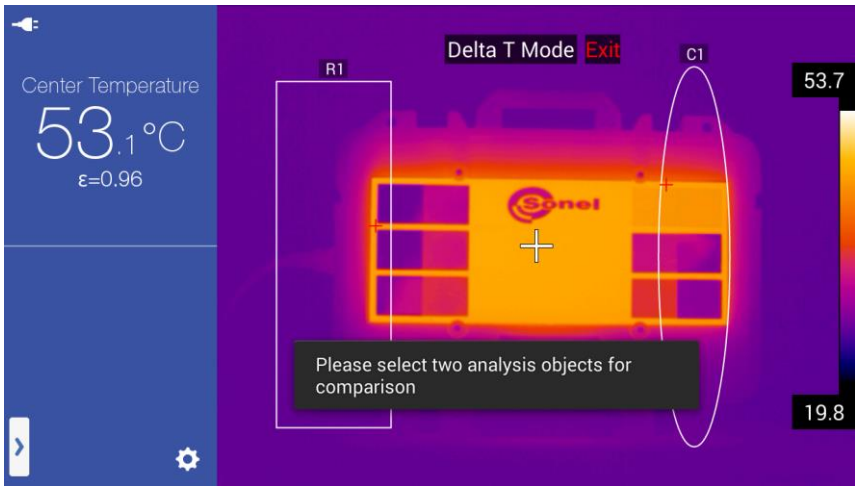 Center Temperature
53.1°C
ε=0.96
Delta T Mode Exit
R1
C1
53.7
Sonel
Please select two analysis objects for
comparison
19.8